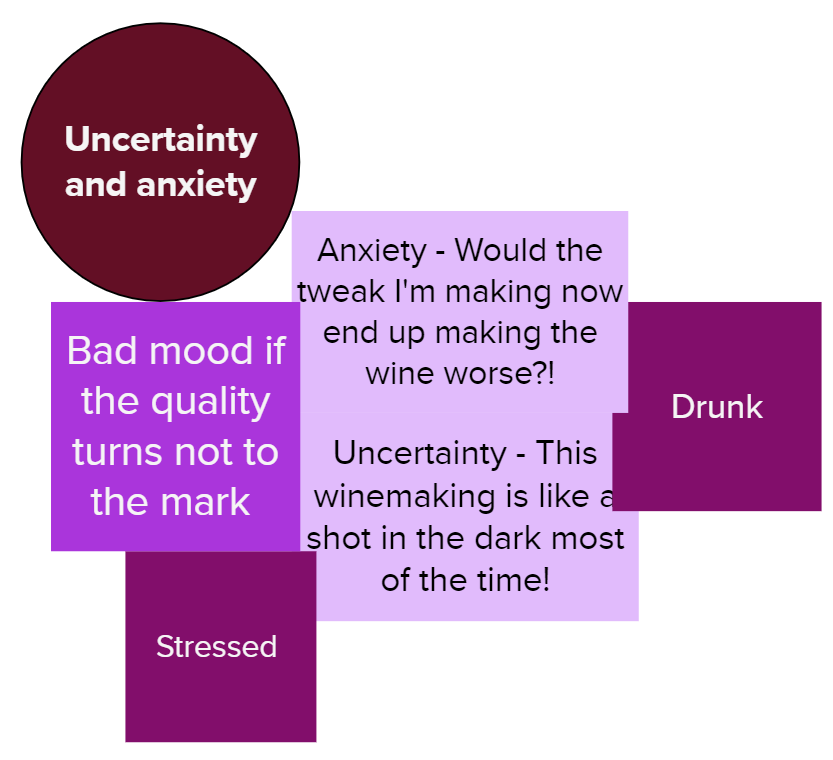 Uncertainty
and anxiety
Anxiety - Would the
tweak I'm making now
end up making the
wine worse?!
Bad mood if
the quality
turns not to
the mark
Drunk
Uncertainty - This
winemaking is like a
shot in the dark most
of the time!
Stressed